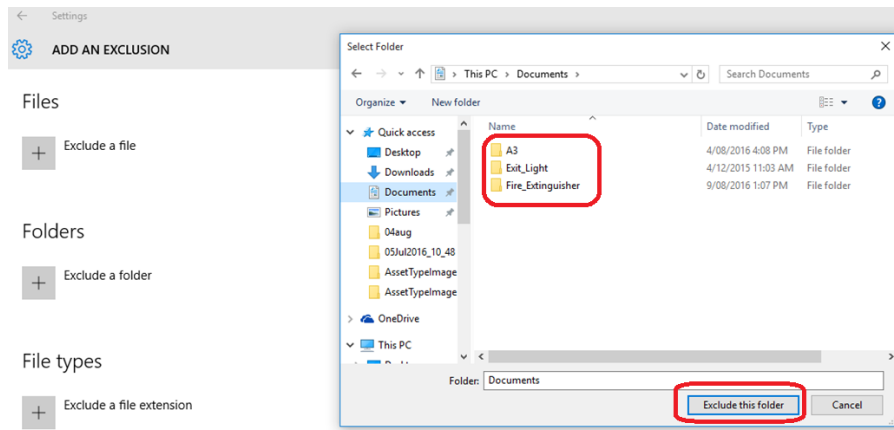 Settings
ADD AN EXCLUSION
Files
Exclude a file
Folders
Exclude a folder
File types
Exclude a file extension
Select Folder
This PC > Documents >
Search Documents
Organize New folder
Name Date modified Type
Quick access
Desktop
Downloads
Documents
Pictures
04aug
05Jul2016_10_48
AssetTypeImage
AssetTypeImage
OneDrive
This PC
A3 4/08/2016 4:08 PM File folder
Exit_Light 4/12/2015 11:03 AM File folder
Fire_Extinguisher 9/08/2016 1:07 PM File folder
Folder: Documents
Exclude this folder Cancel